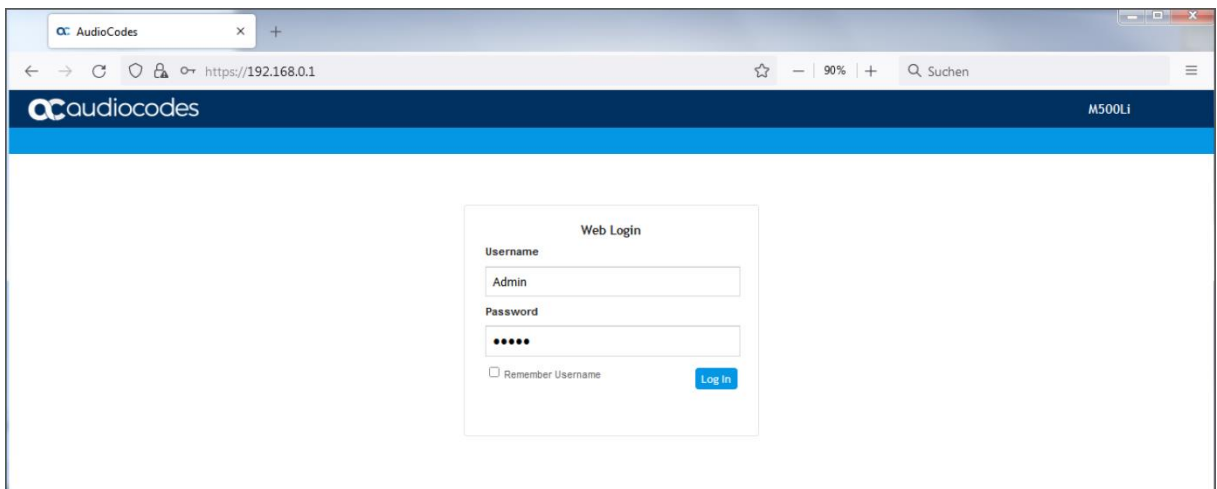 AudioCodes
https://192.168.0.1 90% Suchen
audiocodes M500Li
Web Login
Username
Admin
Password
•••••
Remember Username Log In